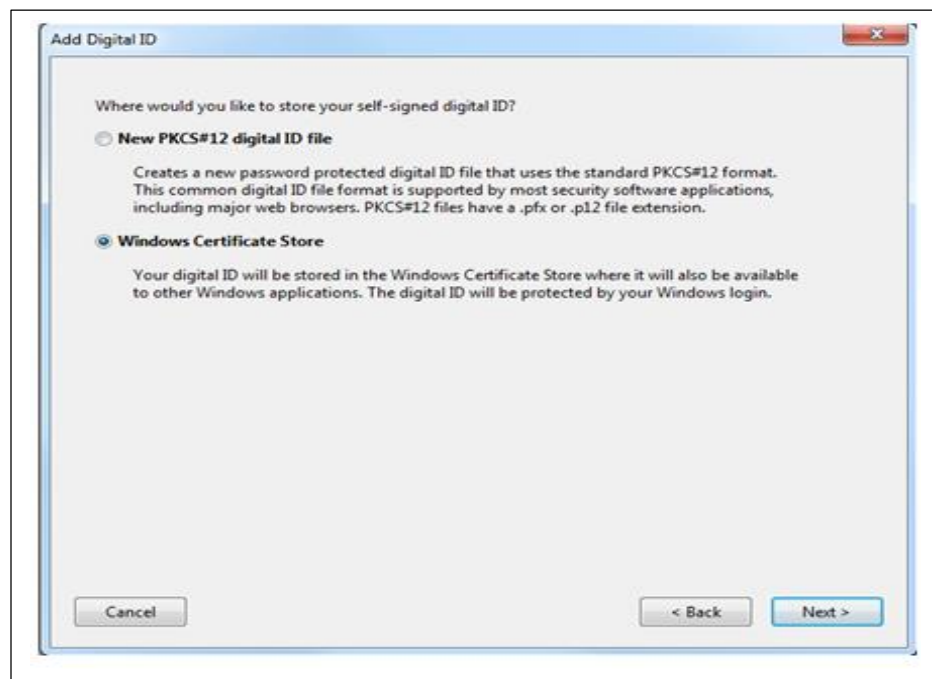 Add Digital ID
Where would you like to store your self-signed digital ID?
New PKCS#12 digital ID file
Creates a new password protected digital ID file that uses the standard PKCS#12 format.
This common digital ID file format is supported by most security software applications,
including major web browsers. PKCS#12 files have a .pfx or .p12 file extension.
Windows Certificate Store
Your digital ID will be stored in the Windows Certificate Store where it will also be available
to other Windows applications. The digital ID will be protected by your Windows login.
Cancel
< Back
Next >